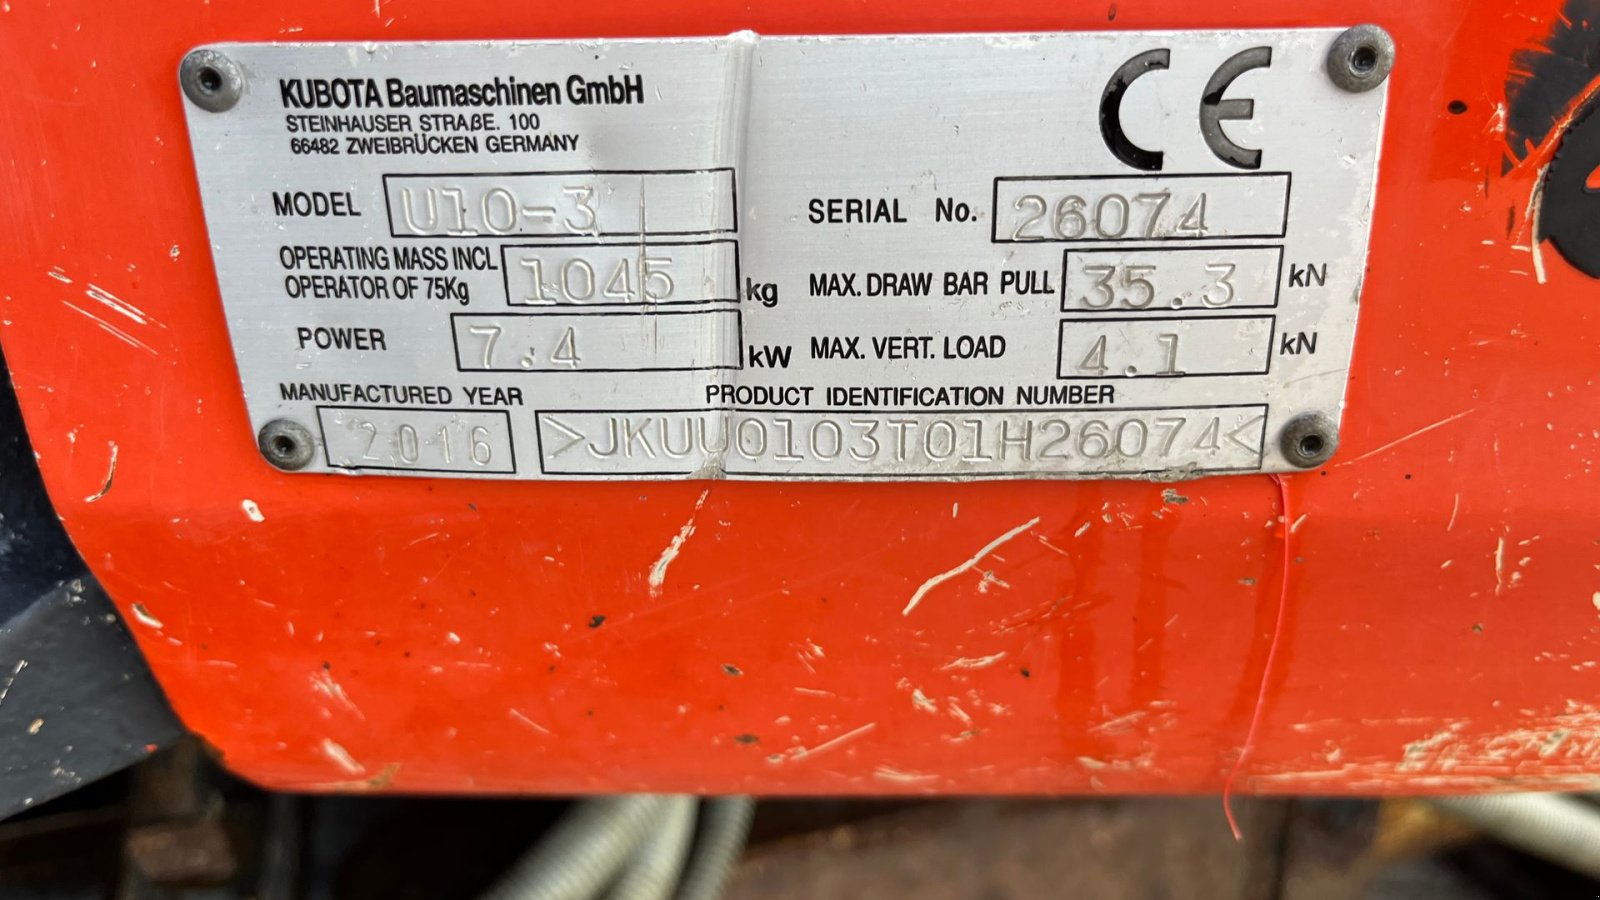 KUBOTA Baumaschinen GmbH
STEINHAUSER STRAßE. 100
66482 ZWEIBRÜCKEN GERMANY
CE
MODEL U10-3
SERIAL No. 26074
OPERATING MASS INCL
OPERATOR OF 75Kg 1045 kg
MAX. DRAW BAR PULL 35.3 kN
POWER 7.4 kW
MAX. VERT. LOAD 4.1 kN
MANUFACTURED YEAR
2016
PRODUCT IDENTIFICATION NUMBER
>JKUU0103T01H26074<